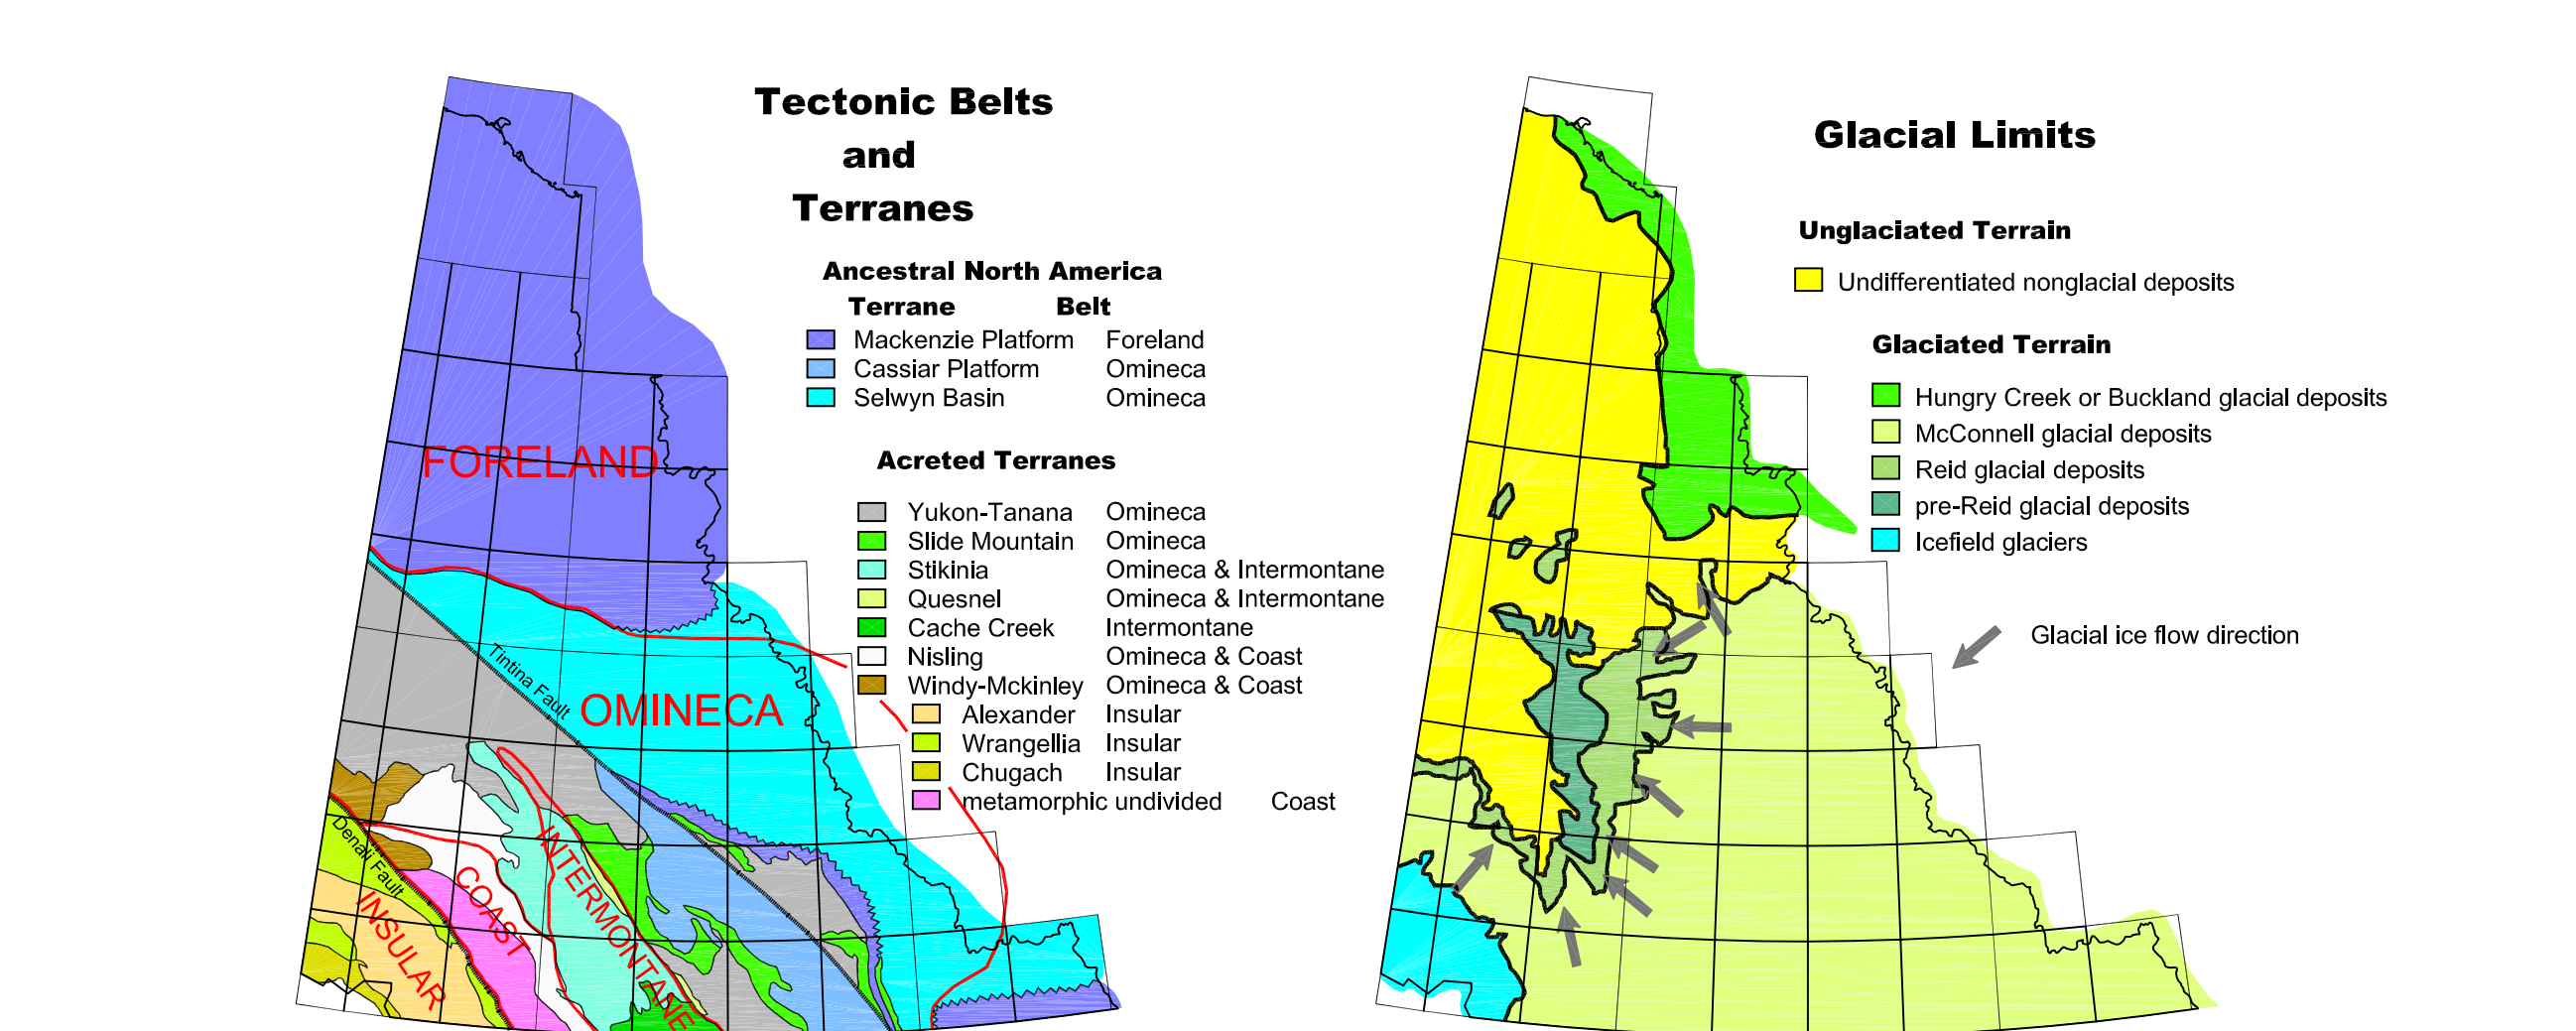 Tectonic Belts
and
Terranes
Ancestral North America
Terrane Belt
Mackenzie Platform Foreland
Cassiar Platform Omineca
Selwyn Basin Omineca
Acreted Terranes
Yukon-Tanana Omineca
Slide Mountain Omineca
Stikinia Omineca & Intermontane
Quesnel Omineca & Intermontane
Cache Creek Intermontane
Nisling Omineca & Coast
Windy-Mckinley Omineca & Coast
Alexander Insular
Wrangellia Insular
Chugach Insular
metamorphic undivided Coast
FORELAND
Tintina Fault
OMINECA
Denali Fault
INSULAR
COAST
INTERMONTANE
Glacial Limits
Unglaciated Terrain
Undifferentiated nonglacial deposits
Glaciated Terrain
Hungry Creek or Buckland glacial deposits
McConnell glacial deposits
Reid glacial deposits
pre-Reid glacial deposits
Icefield glaciers
Glacial ice flow direction